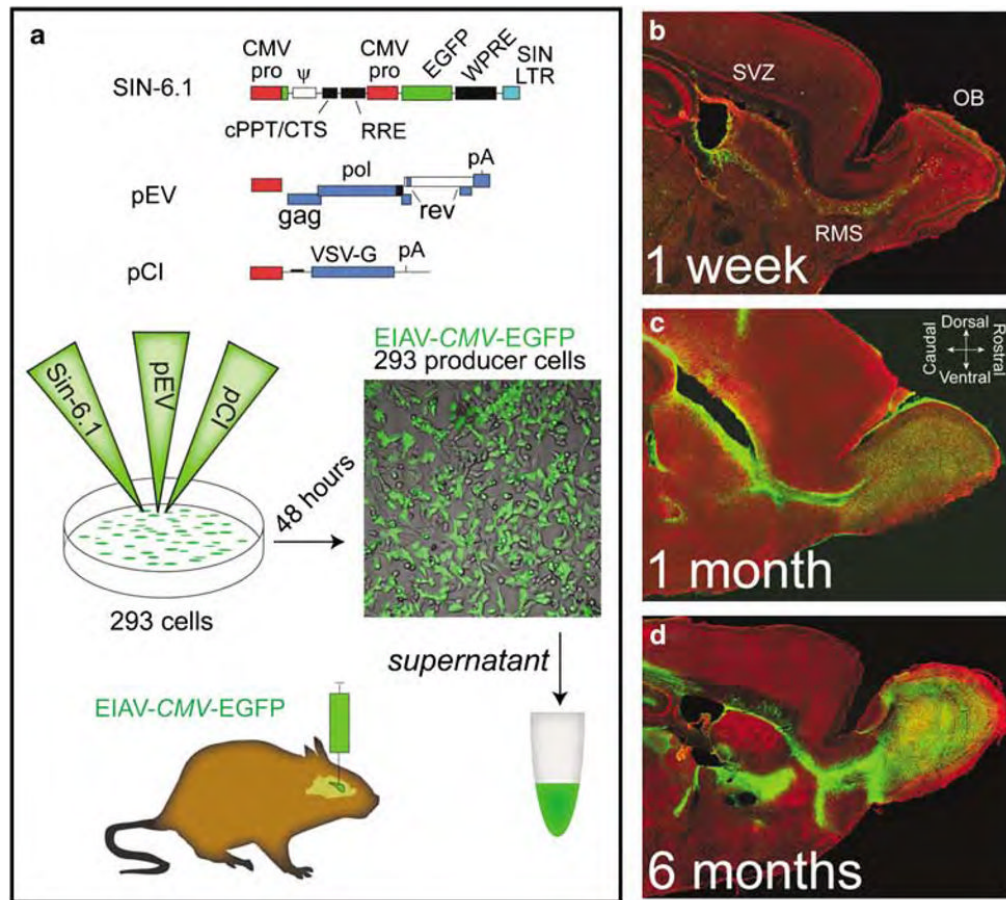 a
CMV
pro
ψ
CMV
pro
EGFP
WPRE
SIN
LTR
SIN-6.1
cPPT/CTS
RRE
pEV
gag
pol
rev
pA
pCI
VSV-G
pA
Sin-6.1
pEV
pCI
293 cells
48 hours
EIAV-CMV-EGFP
293 producer cells
supernatant
EIAV-CMV-EGFP
b
SVZ
OB
RMS
1 week
c
Dorsal
Caudal
Rostral
Ventral
1 month
d
6 months